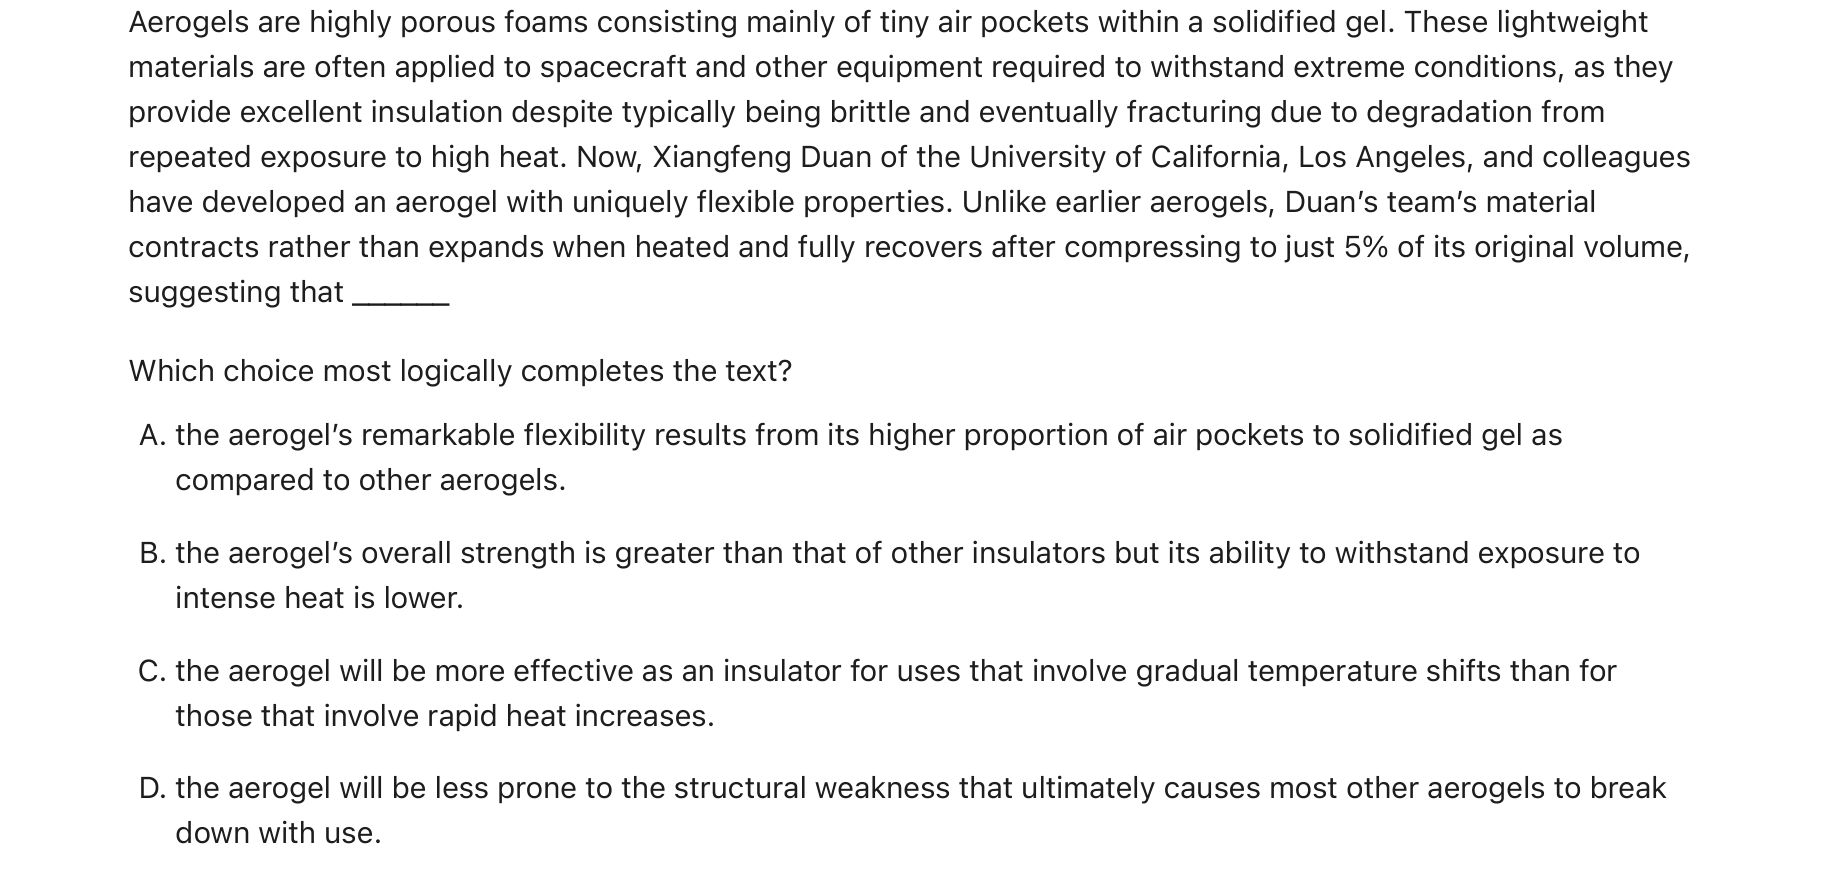 Aerogels are highly porous foams consisting mainly of tiny air pockets within a solidified gel. These lightweight
materials are often applied to spacecraft and other equipment required to withstand extreme conditions, as they
provide excellent insulation despite typically being brittle and eventually fracturing due to degradation from
repeated exposure to high heat. Now, Xiangfeng Duan of the University of California, Los Angeles, and colleagues
have developed an aerogel with uniquely flexible properties. Unlike earlier aerogels, Duan’s team’s material
contracts rather than expands when heated and fully recovers after compressing to just 5% of its original volume,
suggesting that ______
Which choice most logically completes the text?
A. the aerogel’s remarkable flexibility results from its higher proportion of air pockets to solidified gel as
compared to other aerogels.
B. the aerogel’s overall strength is greater than that of other insulators but its ability to withstand exposure to
intense heat is lower.
C. the aerogel will be more effective as an insulator for uses that involve gradual temperature shifts than for
those that involve rapid heat increases.
D. the aerogel will be less prone to the structural weakness that ultimately causes most other aerogels to break
down with use.